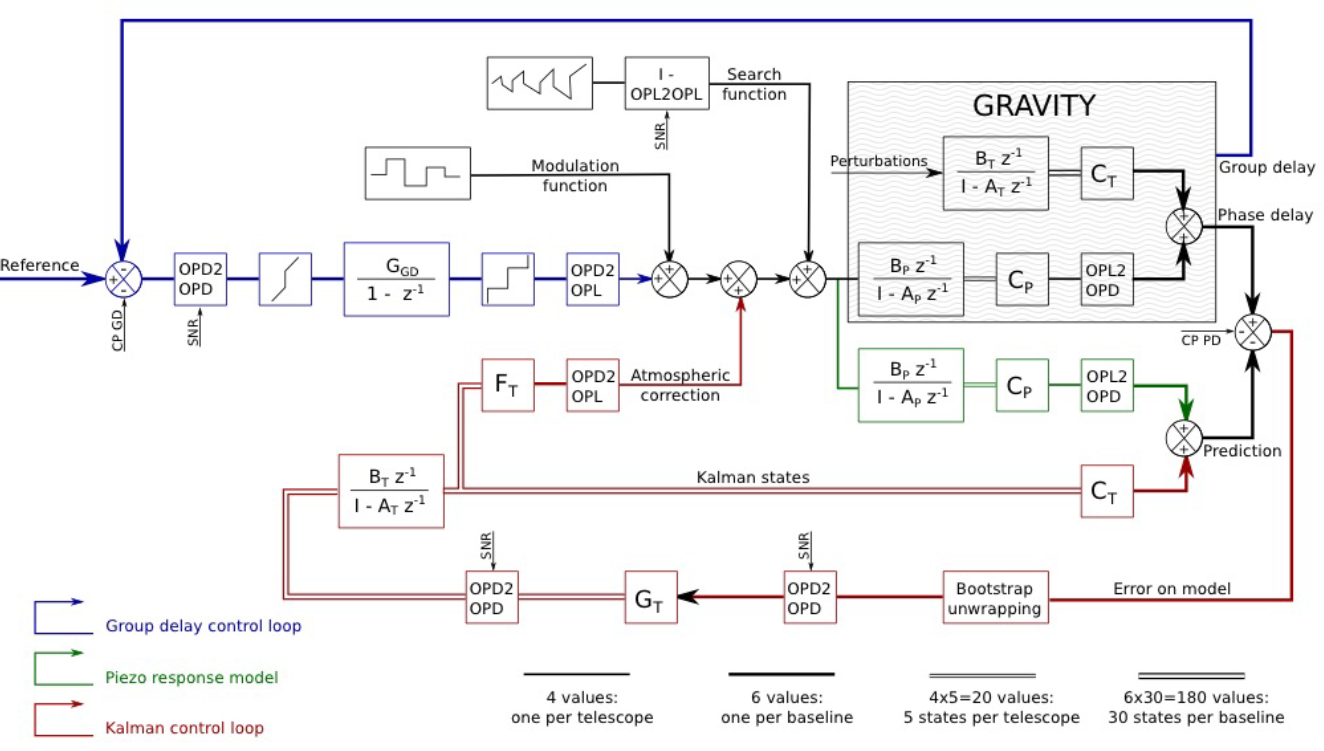 Search
function
I -
OPL2OPL
SNR
GRAVITY
Modulation
function
Perturbations
B_T z^-1
I - A_T z^-1
C_T
Group delay
Phase delay
Reference
+
-
-
CP GD
OPD2
OPD
SNR
G_GD
1 - z^-1
OPD2
OPL
+
+
+
+
+
+
B_P z^-1
I - A_P z^-1
C_P
OPL2
OPD
+
+
CP PD
-
+
-
F_T
OPD2
OPL
Atmospheric
correction
B_P z^-1
I - A_P z^-1
C_P
OPL2
OPD
+
+
Prediction
B_T z^-1
I - A_T z^-1
Kalman states
C_T
SNR
OPD2
OPD
G_T
SNR
OPD2
OPD
Bootstrap
unwrapping
Error on model
Group delay control loop
Piezo response model
Kalman control loop
4 values:
one per telescope
6 values:
one per baseline
4x5=20 values:
5 states per telescope
6x30=180 values:
30 states per baseline